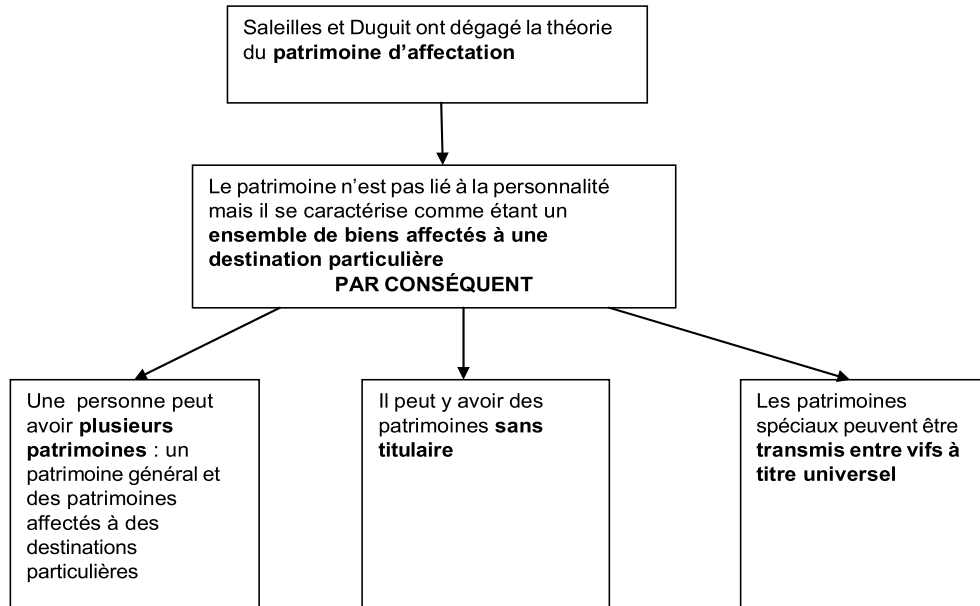 Saleilles et Duguit ont dégagé la théorie
du patrimoine d’affectation
Le patrimoine n’est pas lié à la personnalité
mais il se caractérise comme étant un
ensemble de biens affectés à une
destination particulière
PAR CONSÉQUENT
Une  personne peut
avoir plusieurs
patrimoines : un
patrimoine général et
des patrimoines
affectés à des
destinations
particulières
Il peut y avoir des
patrimoines sans
titulaire
Les patrimoines
spéciaux peuvent être
transmis entre vifs à
titre universel